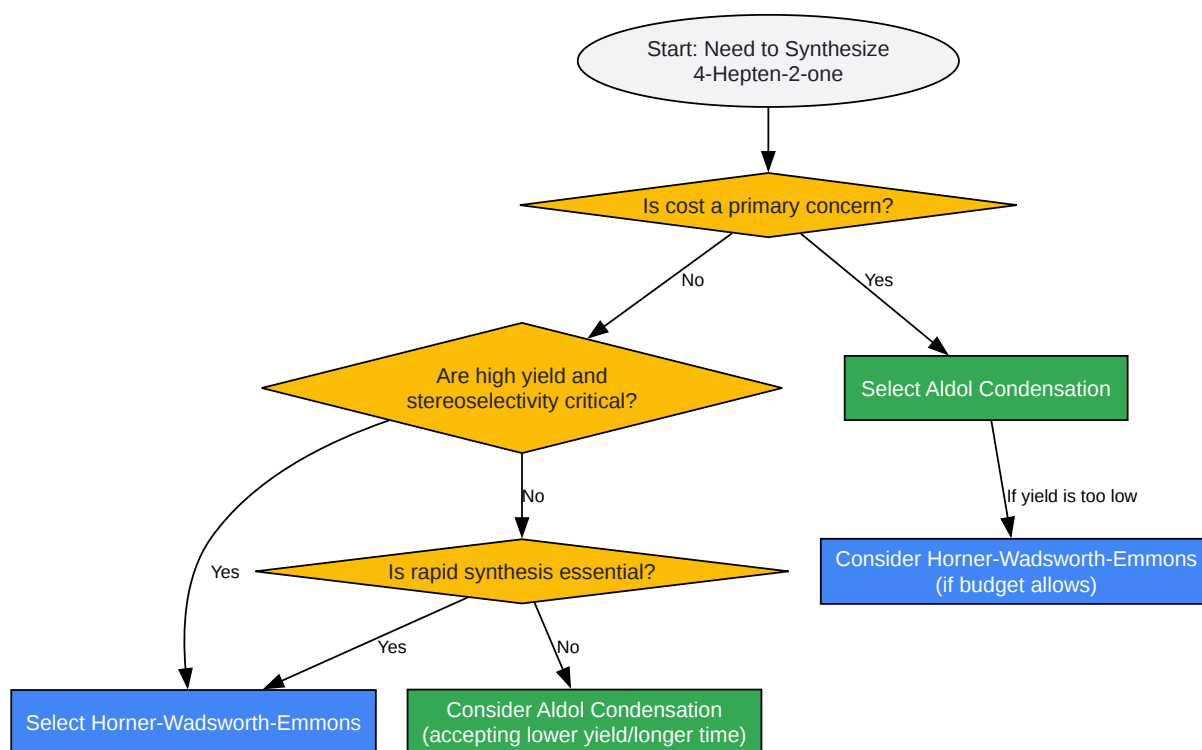 Start: Need to Synthesize
4-Hepten-2-one
Is cost a primary concern?
No
Yes
Are high yield and
stereoselectivity critical?
Select Aldol Condensation
No
If yield is too low
Yes
Is rapid synthesis essential?
Consider Horner-Wadsworth-Emmons
(if budget allows)
Yes
No
Select Horner-Wadsworth-Emmons
Consider Aldol Condensation
(accepting lower yield/longer time)